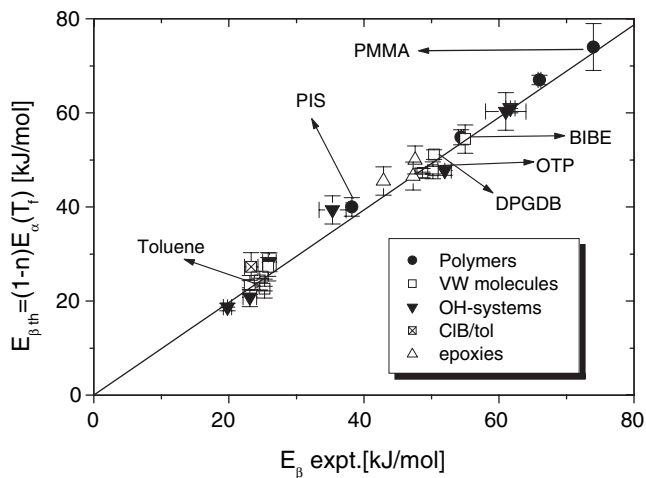 80
60
40
20
0
E_β th=(1-n)E_α(T_f) [kJ/mol]
PMMA
PIS
BIBE
OTP
DPGDB
Toluene
Polymers
VW molecules
OH-systems
ClB/tol
epoxies
0 20 40 60 80
E_β expt.[kJ/mol]